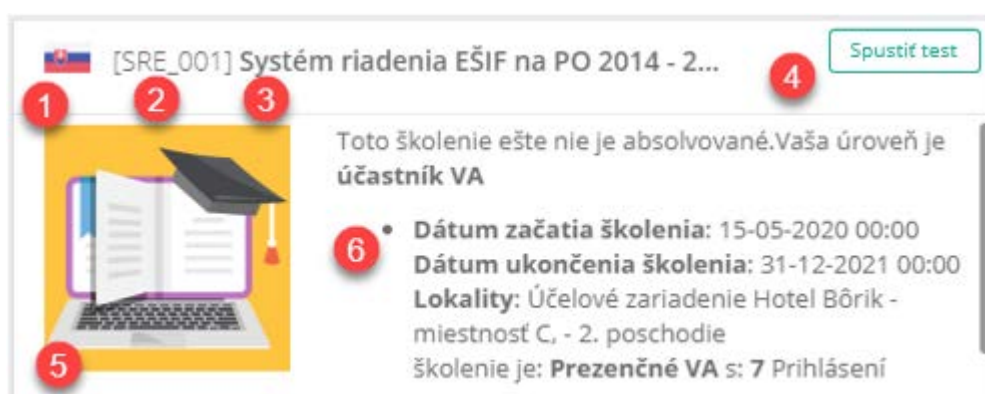 [SRE_001] Systém riadenia EŠIF na PO 2014 - 2...
Spustiť test
1
2
3
4
Toto školenie ešte nie je absolvované.Vaša úroveň je
účastník VA
6
• Dátum začatia školenia: 15-05-2020 00:00
Dátum ukončenia školenia: 31-12-2021 00:00
Lokality: Účelové zariadenie Hotel Bôrik -
miestnosť C, - 2. poschodie
školenie je: Prezenčné VA s: 7 Prihlásení
5